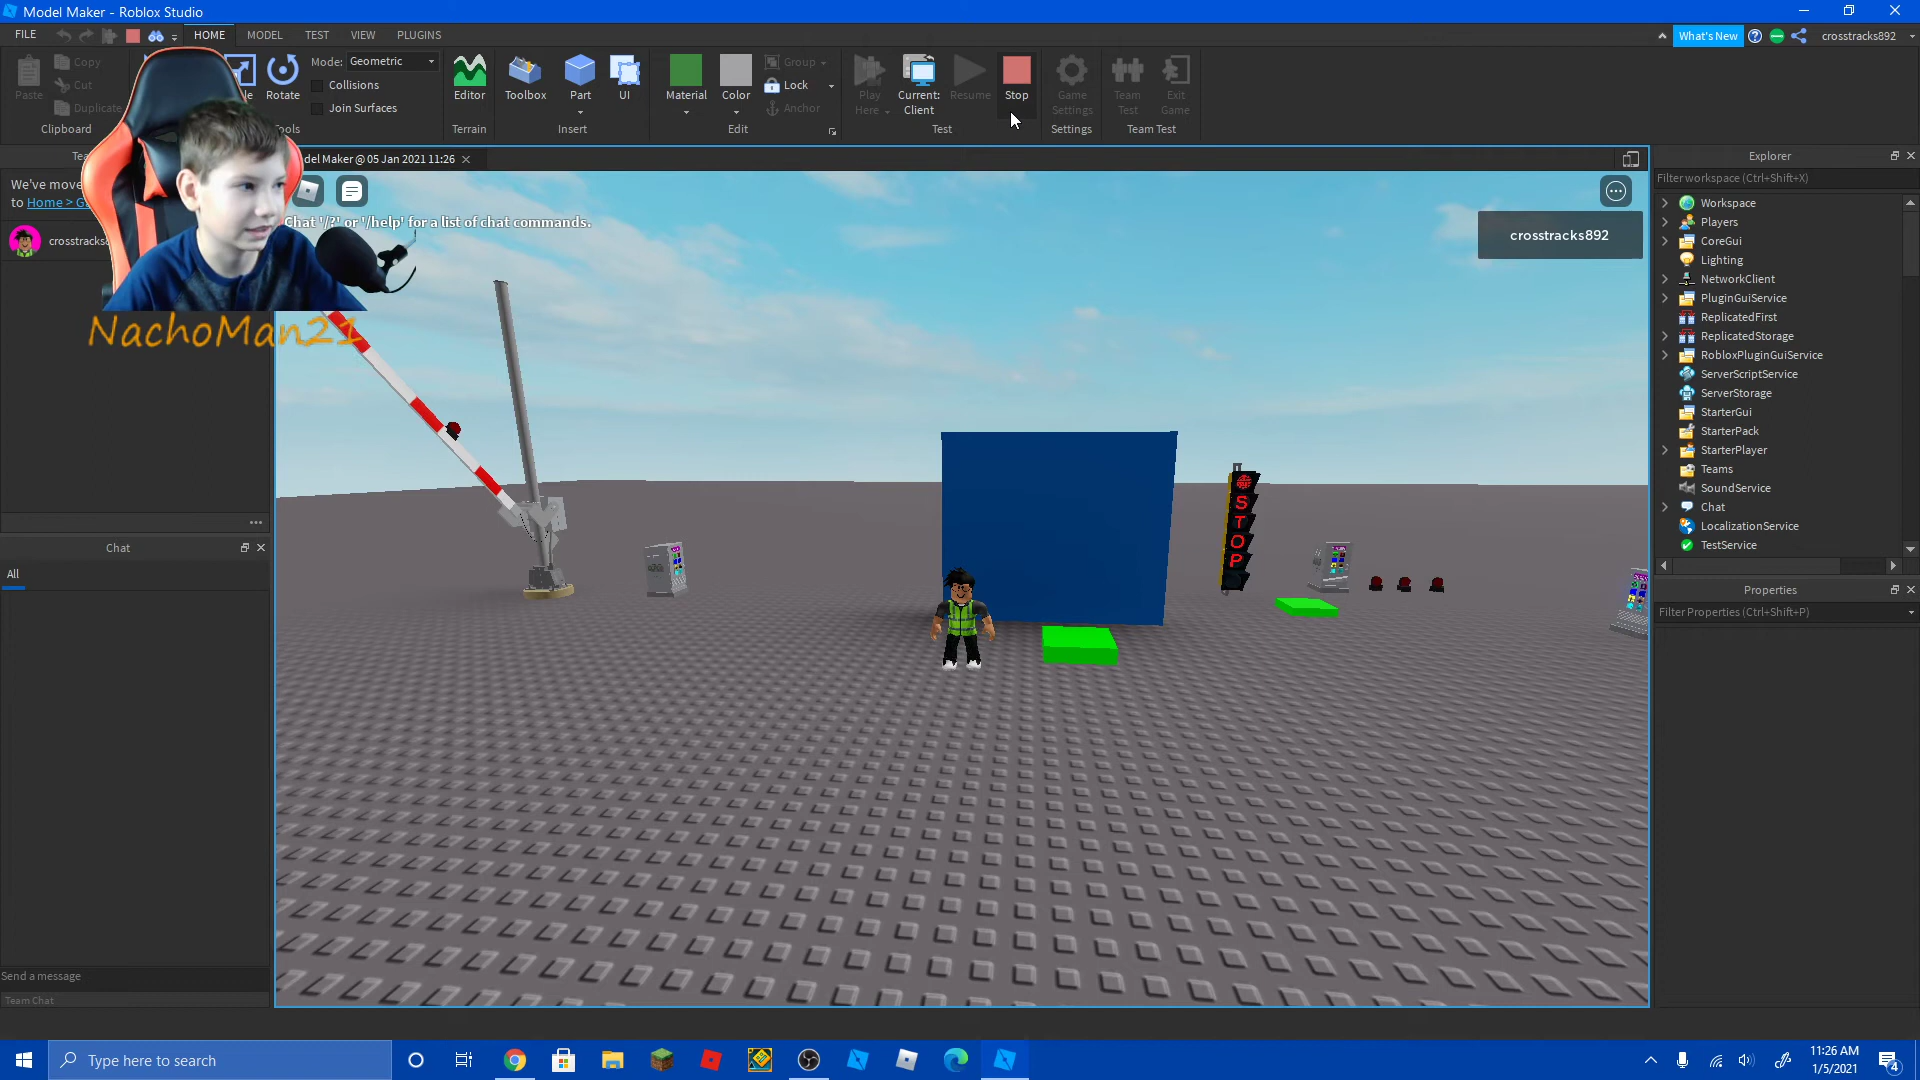 Model Maker - Roblox Studio
FILE
HOME
MODEL
TEST
VIEW
PLUGINS
What's New
crosstracks892
Paste
Copy
Cut
Duplicate
Clipboard
Rotate
Mode: Geometric
Collisions
Join Surfaces
Editor
Terrain
Toolbox
Part
UI
Insert
Material
Color
Group
Lock
Anchor
Edit
Play
Here
Current:
Client
Resume
Stop
Test
Game
Settings
Settings
Team
Test
Exit
Game
Team Test
We've move
to Home > G
crosstracks8
NachoMan21
del Maker @ 05 Jan 2021 11:26
Chat '/?' or '/help' for a list of chat commands.
crosstracks892
STOP
Chat
All
Send a message
Team Chat
Explorer
Filter workspace (Ctrl+Shift+X)
Workspace
Players
CoreGui
Lighting
NetworkClient
PluginGuiService
ReplicatedFirst
ReplicatedStorage
RobloxPluginGuiService
ServerScriptService
ServerStorage
StarterGui
StarterPack
StarterPlayer
Teams
SoundService
Chat
LocalizationService
TestService
Properties
Filter Properties (Ctrl+Shift+P)
Type here to search
11:26 AM
1/5/2021
4